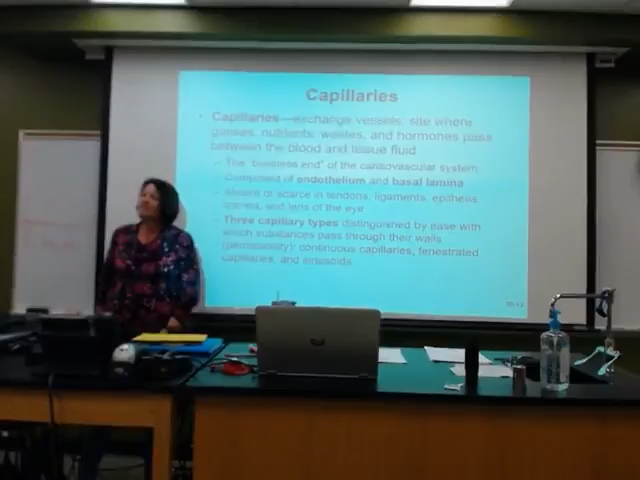 Capillaries
• Capillaries—exchange vessels: site where
gasses, nutrients, wastes, and hormones pass
between the blood and tissue fluid
– The "business end" of the cardiovascular system
Composed of endothelium and basal lamina
– Absent or scarce in tendons, ligaments, epithelia
cornea, and lens of the eye
– Three capillary types distinguished by ease with
which substances pass through their walls
(permeability): continuous capillaries, fenestrated
capillaries, and sinusoids